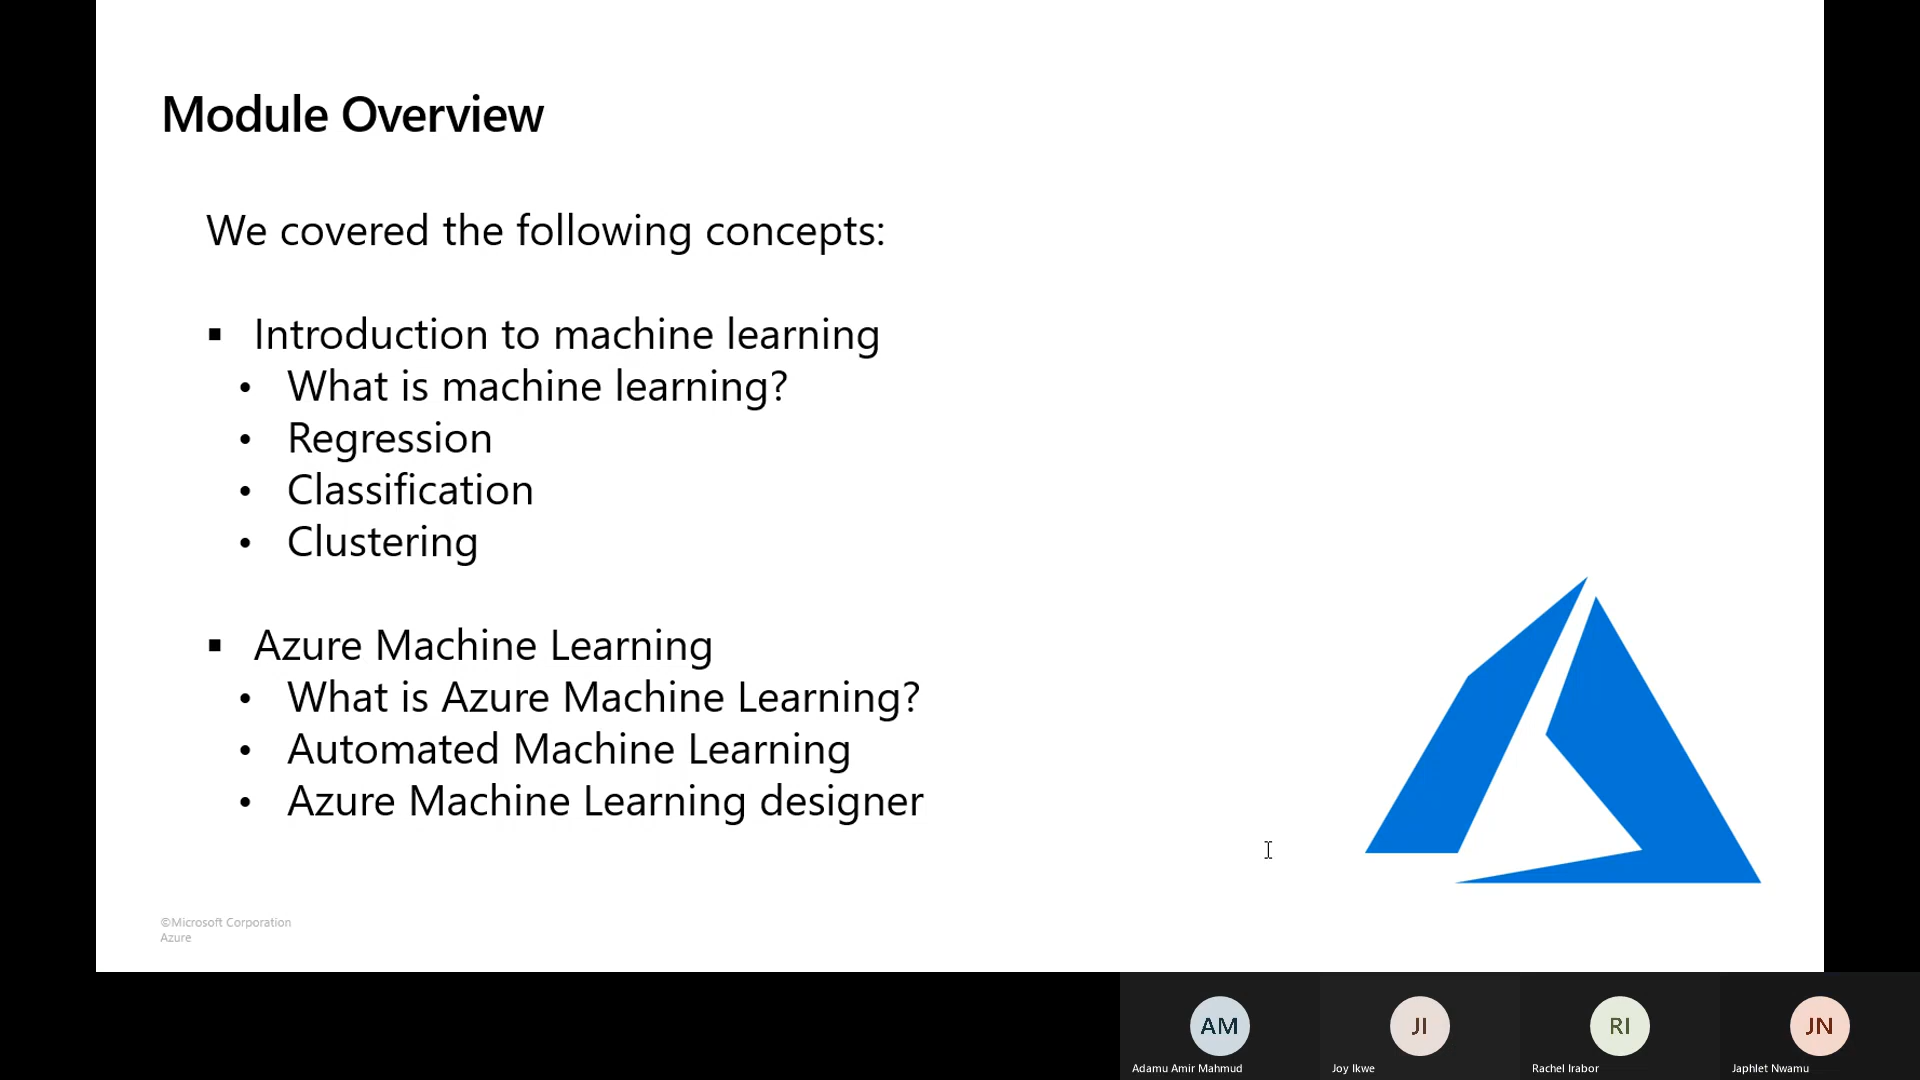 Module Overview
We covered the following concepts:
▪ Introduction to machine learning
• What is machine learning?
• Regression
• Classification
• Clustering
▪ Azure Machine Learning
• What is Azure Machine Learning?
• Automated Machine Learning
• Azure Machine Learning designer
©Microsoft Corporation
Azure
AM
JI
RI
JN
Adamu Amir Mahmud
Joy Ikwe
Rachel Irabor
Japhlet Nwamu